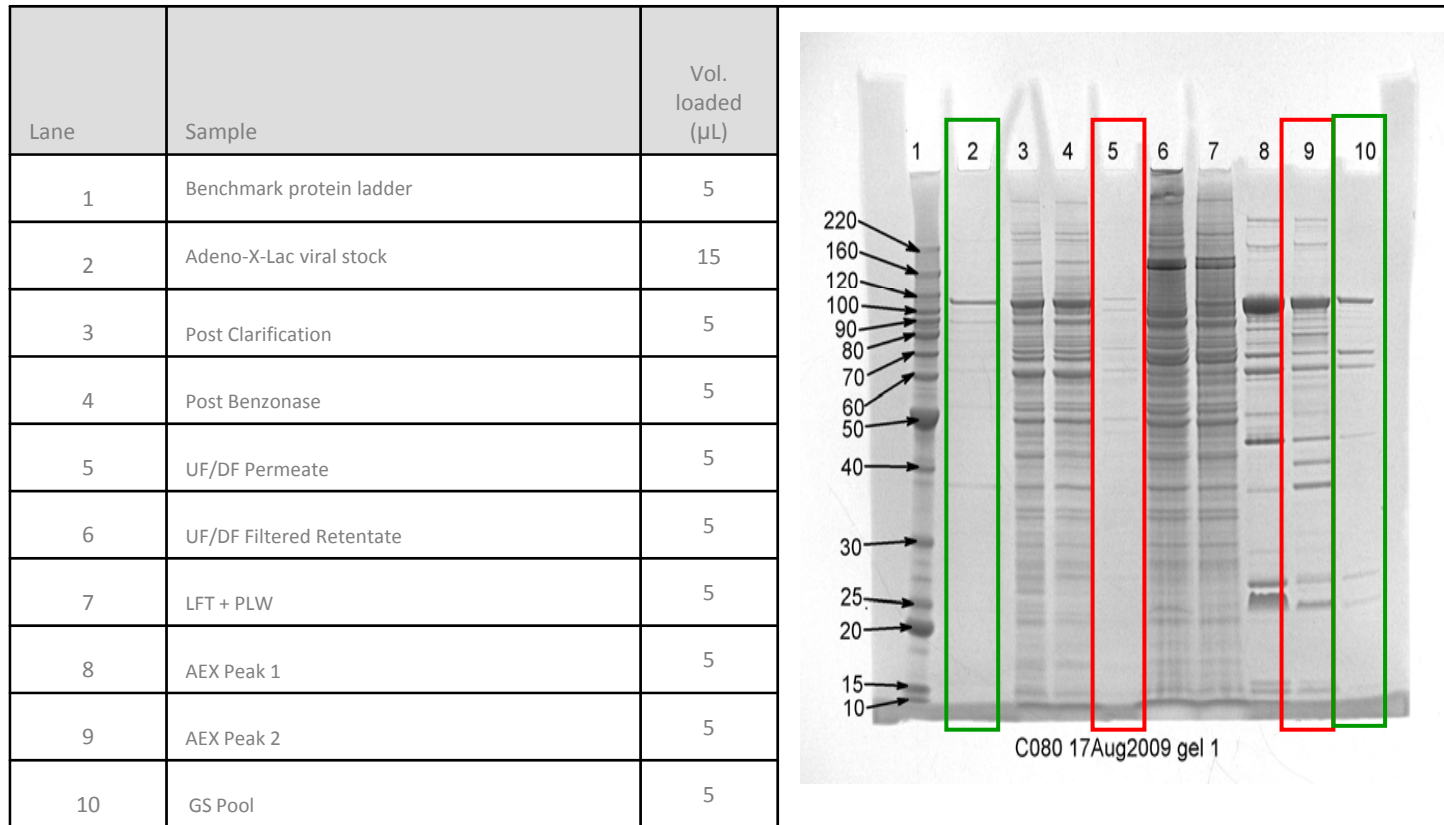 Lane Sample Vol. loaded (µL)
1 Benchmark protein ladder 5
2 Adeno-X-Lac viral stock 15
3 Post Clarification 5
4 Post Benzonase 5
5 UF/DF Permeate 5
6 UF/DF Filtered Retentate 5
7 LFT + PLW 5
8 AEX Peak 1 5
9 AEX Peak 2 5
10 GS Pool 5
1 2 3 4 5 6 7 8 9 10
220
160
120
100
90
80
70
60
50
40
30
25
20
15
10
C080 17Aug2009 gel 1